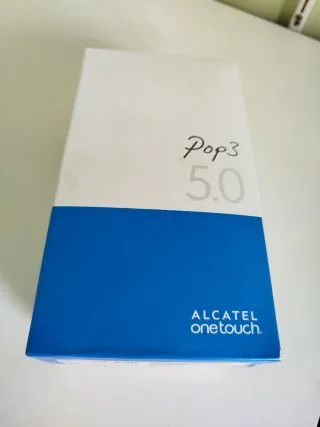 Pop3
5.0
ALCATEL
onetouch.